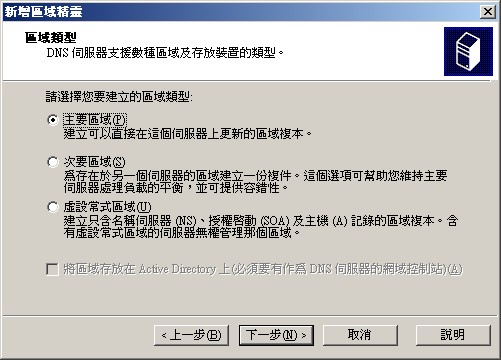 新增區域精靈
區域類型
DNS 伺服器支援數種區域及存放裝置的類型。
請選擇您要建立的區域類型:
主要區域(P)
建立可以直接在這個伺服器上更新的區域複本。
次要區域(S)
為存在於另一個伺服器的區域建立一份複件。這個選項可幫助您維持主要
伺服器處理負載的平衡，並可提供容錯性。
虛設常式區域(U)
建立只含名稱伺服器 (NS)、授權啓動 (SOA) 及主機 (A) 記錄的區域複本。含
有虛設常式區域的伺服器無權管理那個區域。
將區域存放在 Active Directory 上(必須要有作為 DNS 伺服器的網域控制站)(A)
< 上一步(B) 下一步(N) > 取消 說明